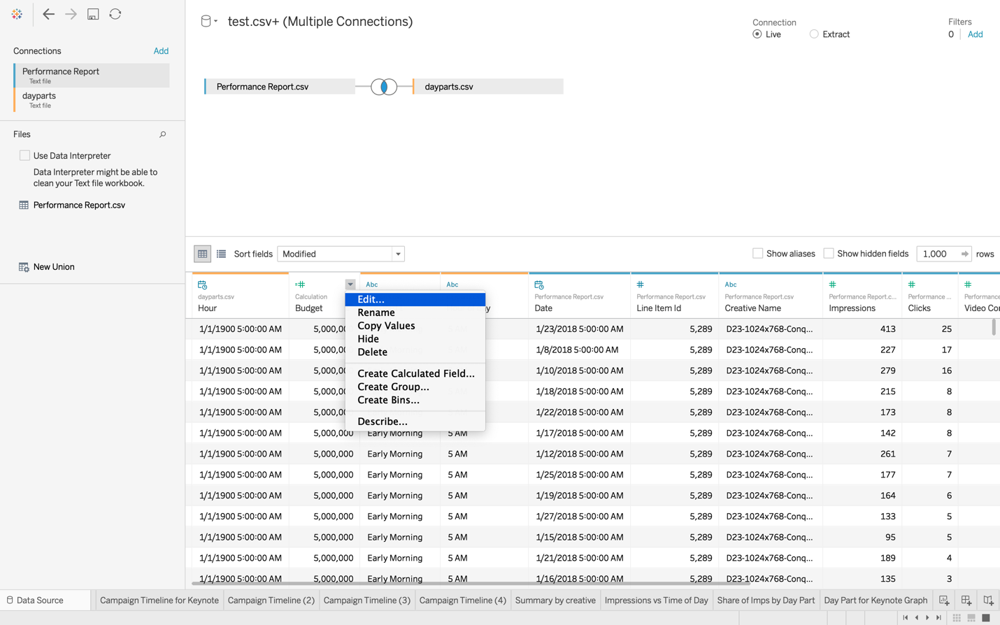 test.csv+ (Multiple Connections)
Connection
Live
Extract
Filters
0
Add
Connections
Add
Performance Report
Text file
dayparts
Text file
Performance Report.csv
dayparts.csv
Files
Use Data Interpreter
Data Interpreter might be able to
clean your Text file workbook.
Performance Report.csv
New Union
Sort fields
Modified
Show aliases
Show hidden fields
1,000
rows
dayparts.csv
Hour
Calculation
Budget
Abc
Abc
y
Performance Report.csv
Date
Performance Report.csv
Line Item Id
Abc
Performance Report.csv
Creative Name
Performance Report.c...
Impressions
Performance ...
Clicks
Performance
Video Co
Edit...
Rename
Copy Values
Hide
Delete
Create Calculated Field...
Create Group...
Create Bins...
Describe...
1/1/1900 5:00:00 AM 5,000,00 1/23/2018 5:00:00 AM 5,289 D23-1024x768-Conq... 413 25
1/1/1900 5:00:00 AM 5,000,00 1/8/2018 5:00:00 AM 5,289 D23-1024x768-Conq... 227 17
1/1/1900 5:00:00 AM 5,000,00 1/10/2018 5:00:00 AM 5,289 D23-1024x768-Conq... 279 16
1/1/1900 5:00:00 AM 5,000,00 1/18/2018 5:00:00 AM 5,289 D23-1024x768-Conq... 215 8
1/1/1900 5:00:00 AM 5,000,00 1/22/2018 5:00:00 AM 5,289 D23-1024x768-Conq... 173 8
1/1/1900 5:00:00 AM 5,000,000 Early Morning 5 AM 1/17/2018 5:00:00 AM 5,289 D23-1024x768-Conq... 142 8
1/1/1900 5:00:00 AM 5,000,000 Early Morning 5 AM 1/12/2018 5:00:00 AM 5,289 D23-1024x768-Conq... 261 7
1/1/1900 5:00:00 AM 5,000,000 Early Morning 5 AM 1/25/2018 5:00:00 AM 5,289 D23-1024x768-Conq... 177 7
1/1/1900 5:00:00 AM 5,000,000 Early Morning 5 AM 1/19/2018 5:00:00 AM 5,289 D23-1024x768-Conq... 164 6
1/1/1900 5:00:00 AM 5,000,000 Early Morning 5 AM 1/27/2018 5:00:00 AM 5,289 D23-1024x768-Conq... 133 5
1/1/1900 5:00:00 AM 5,000,000 Early Morning 5 AM 1/15/2018 5:00:00 AM 5,289 D23-1024x768-Conq... 95 5
1/1/1900 5:00:00 AM 5,000,000 Early Morning 5 AM 1/21/2018 5:00:00 AM 5,289 D23-1024x768-Conq... 189 4
1/1/1900 5:00:00 AM 5,000,000 Early Morning 5 AM 1/16/2018 5:00:00 AM 5,289 D23-1024x768-Conq... 135 3
Data Source
Campaign Timeline for Keynote
Campaign Timeline (2)
Campaign Timeline (3)
Campaign Timeline (4)
Summary by creative
Impressions vs Time of Day
Share of Imps by Day Part
Day Part for Keynote Graph